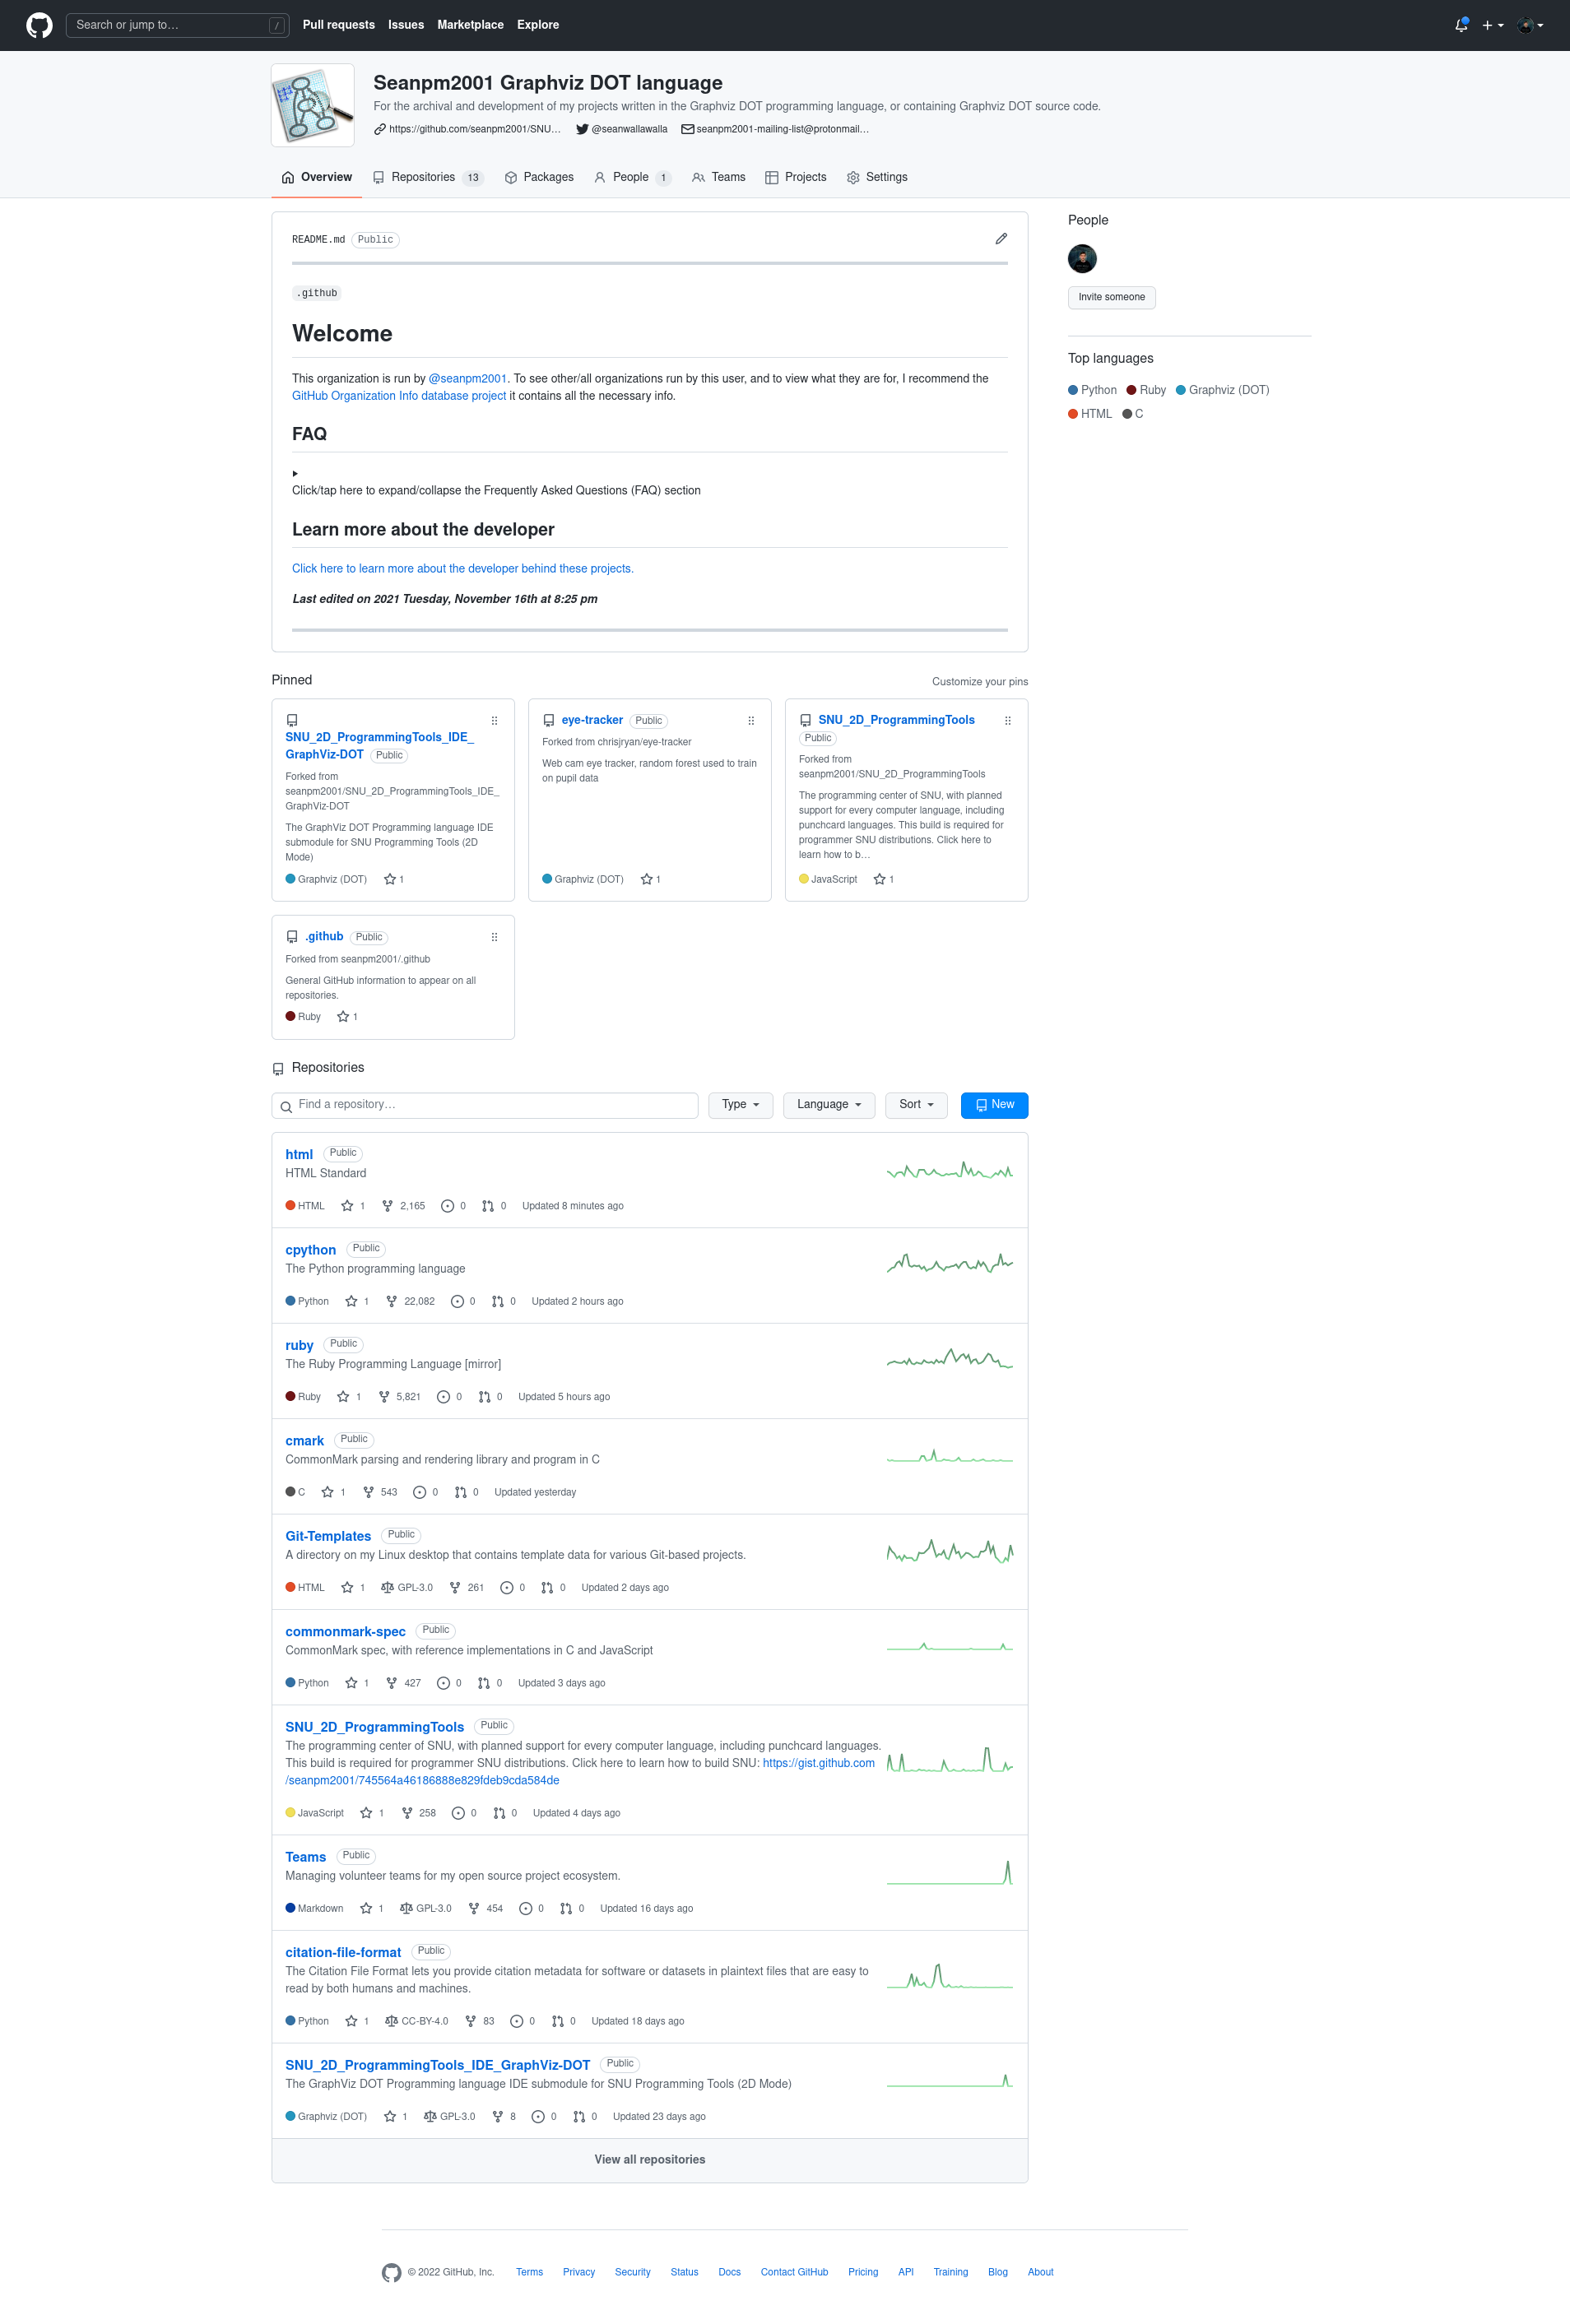 Search or jump to… /
Pull requests Issues Marketplace Explore
Seanpm2001 Graphviz DOT language
For the archival and development of my projects written in the Graphviz DOT programming language, or containing Graphviz DOT source code.
https://github.com/seanpm2001/SNU… @seanwallawalla seanpm2001-mailing-list@protonmail…
Overview Repositories 13 Packages People 1 Teams Projects Settings
README.md Public
.github
Welcome
This organization is run by @seanpm2001. To see other/all organizations run by this user, and to view what they are for, I recommend the
GitHub Organization Info database project it contains all the necessary info.
FAQ
Click/tap here to expand/collapse the Frequently Asked Questions (FAQ) section
Learn more about the developer
Click here to learn more about the developer behind these projects.
Last edited on 2021 Tuesday, November 16th at 8:25 pm
People
Invite someone
Top languages
Python Ruby Graphviz (DOT)
HTML C
Pinned
Customize your pins
SNU_2D_ProgrammingTools_IDE_
GraphViz-DOT Public
Forked from
seanpm2001/SNU_2D_ProgrammingTools_IDE_
GraphViz-DOT
The GraphViz DOT Programming language IDE
submodule for SNU Programming Tools (2D
Mode)
Graphviz (DOT) 1
eye-tracker Public
Forked from chrisjryan/eye-tracker
Web cam eye tracker, random forest used to train
on pupil data
Graphviz (DOT) 1
SNU_2D_ProgrammingTools
Public
Forked from
seanpm2001/SNU_2D_ProgrammingTools
The programming center of SNU, with planned
support for every computer language, including
punchcard languages. This build is required for
programmer SNU distributions. Click here to
learn how to b…
JavaScript 1
.github Public
Forked from seanpm2001/.github
General GitHub information to appear on all
repositories.
Ruby 1
Repositories
Find a repository… Type Language Sort New
html Public
HTML Standard
HTML 1 2,165 0 0 Updated 8 minutes ago
cpython Public
The Python programming language
Python 1 22,082 0 0 Updated 2 hours ago
ruby Public
The Ruby Programming Language [mirror]
Ruby 1 5,821 0 0 Updated 5 hours ago
cmark Public
CommonMark parsing and rendering library and program in C
C 1 543 0 0 Updated yesterday
Git-Templates Public
A directory on my Linux desktop that contains template data for various Git-based projects.
HTML 1 GPL-3.0 261 0 0 Updated 2 days ago
commonmark-spec Public
CommonMark spec, with reference implementations in C and JavaScript
Python 1 427 0 0 Updated 3 days ago
SNU_2D_ProgrammingTools Public
The programming center of SNU, with planned support for every computer language, including punchcard languages.
This build is required for programmer SNU distributions. Click here to learn how to build SNU: https://gist.github.com
/seanpm2001/745564a46186888e829fdeb9cda584de
JavaScript 1 258 0 0 Updated 4 days ago
Teams Public
Managing volunteer teams for my open source project ecosystem.
Markdown 1 GPL-3.0 454 0 0 Updated 16 days ago
citation-file-format Public
The Citation File Format lets you provide citation metadata for software or datasets in plaintext files that are easy to
read by both humans and machines.
Python 1 CC-BY-4.0 83 0 0 Updated 18 days ago
SNU_2D_ProgrammingTools_IDE_GraphViz-DOT Public
The GraphViz DOT Programming language IDE submodule for SNU Programming Tools (2D Mode)
Graphviz (DOT) 1 GPL-3.0 8 0 0 Updated 23 days ago
View all repositories
© 2022 GitHub, Inc. Terms Privacy Security Status Docs Contact GitHub Pricing API Training Blog About